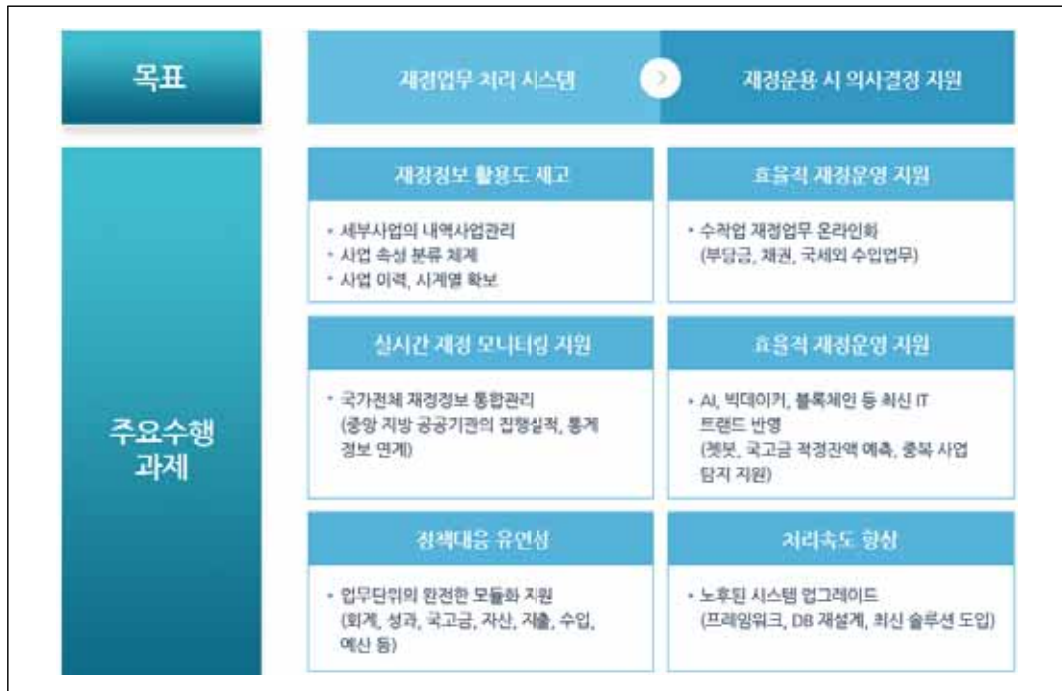 목표
재정업무 처리 시스템
재정운용 시 의사결정 지원
주요수행
과제
재정정보 활용도 제고
• 세부사업의 내역사업관리
• 사업 속성 분류 체계
• 사업 이력, 시계열 확보
효율적 재정운영 지원
• 수작업 재정업무 온라인화
(부담금, 채권, 국세외 수입업무)
실시간 재정 모니터링 지원
• 국가전체 재정정보 통합관리
(중앙 지방 공공기관의 집행실적, 통계
정보 연계)
효율적 재정운영 지원
• AI, 빅데이커, 블록체인 등 최신 IT
트랜드 반영
(챗봇, 국고금 적정잔액 예측, 중복 사업
탐지 지원)
정책대응 유연성
• 업무단위의 완전한 모듈화 지원
(회계, 성과, 국고금, 자산, 지출, 수입,
예산 등)
처리속도 향상
• 노후된 시스템 업그레이드
(프레임워크, DB 재설계, 최신 솔루션 도입)